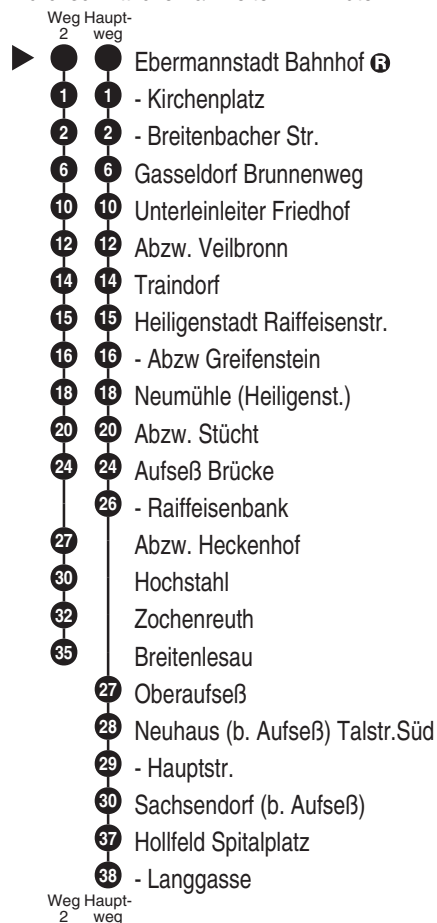 Weg Haupt-
2 weg
Ebermannstadt Bahnhof R
1 1 - Kirchenplatz
2 2 - Breitenbacher Str.
6 6 Gasseldorf Brunnenweg
10 10 Unterleinleiter Friedhof
12 12 Abzw. Veilbronn
14 14 Traindorf
15 15 Heiligenstadt Raiffeisenstr.
16 16 - Abzw Greifenstein
18 18 Neumühle (Heiligenst.)
20 20 Abzw. Stücht
24 24 Aufseß Brücke
26 - Raiffeisenbank
27 Abzw. Heckenhof
30 Hochstahl
32 Zochenreuth
35 Breitenlesau
27 Oberaufseß
28 Neuhaus (b. Aufseß) Talstr.Süd
29 - Hauptstr.
30 Sachsendorf (b. Aufseß)
37 Hollfeld Spitalplatz
38 - Langgasse
Weg Haupt-
2 weg